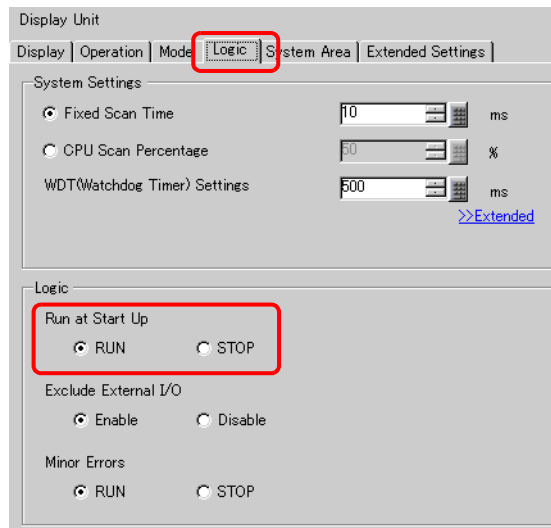 Display Unit
Display | Operation | Mode | Logic | System Area | Extended Settings
System Settings
Fixed Scan Time 10 ms
CPU Scan Percentage 50 %
WDT(Watchdog Timer) Settings 500 ms
>>Extended
Logic
Run at Start Up
RUN STOP
Exclude External I/O
Enable Disable
Minor Errors
RUN STOP